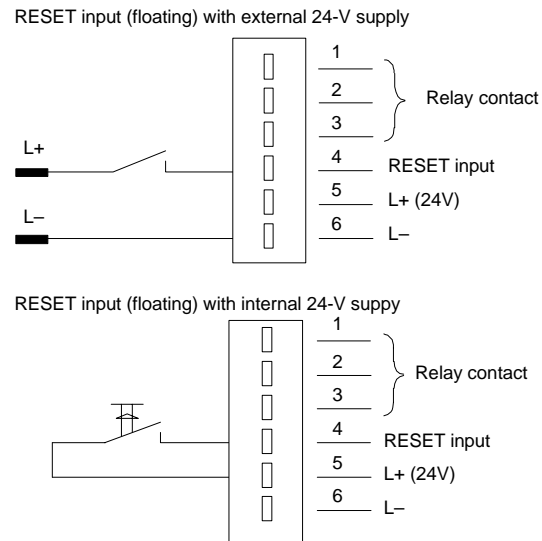 RESET input (floating) with external 24-V supply
1
2
Relay contact
3
L+
4
RESET input
5
L+ (24V)
L–
6
L–
RESET input (floating) with internal 24-V suppy
1
2
Relay contact
3
4
RESET input
5
L+ (24V)
6
L–